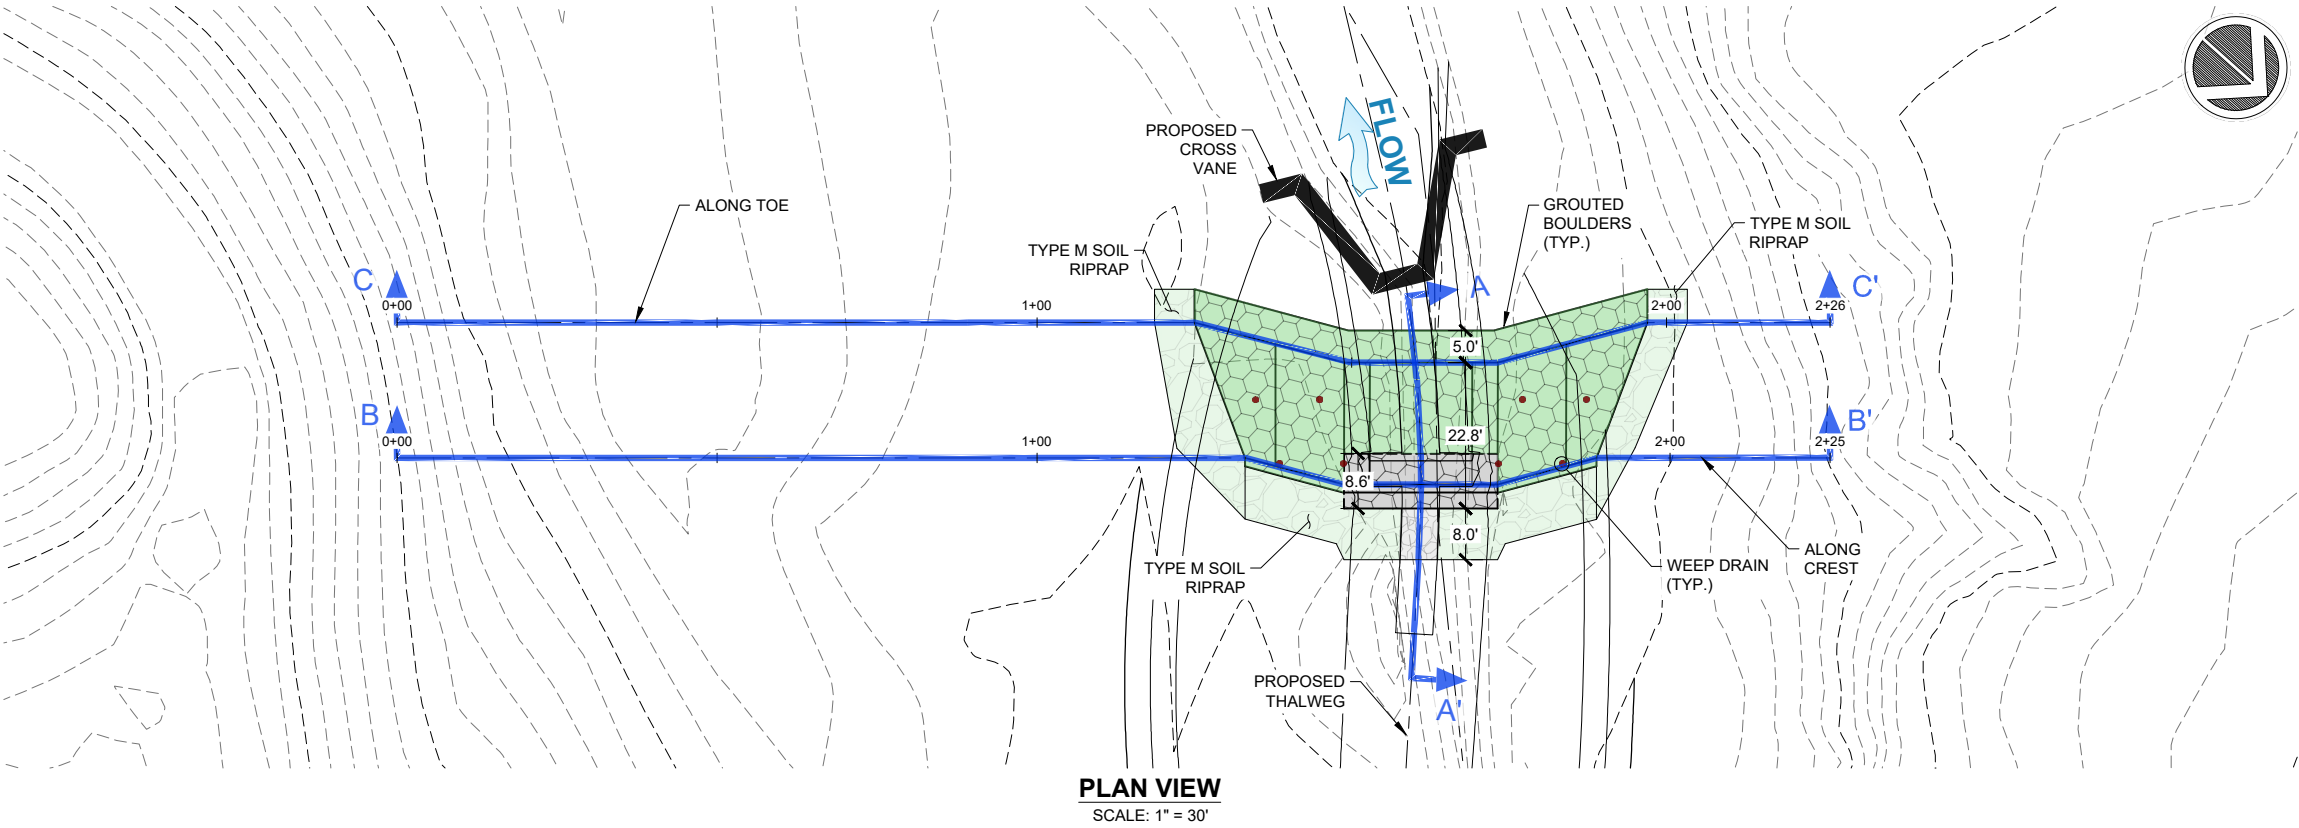 PROPOSED
CROSS
VANE
FLOW
ALONG TOE
GROUTED
BOULDERS
(TYP.)
TYPE M SOIL
RIPRAP
TYPE M SOIL
RIPRAP
C
0+00
1+00
A
2+00
C'
2+26
5.0'
B
0+00
1+00
22.8'
2+00
B'
2+25
8.6'
8.0'
TYPE M SOIL
RIPRAP
WEEP DRAIN
(TYP.)
ALONG
CREST
PROPOSED
THALWEG
A'
PLAN VIEW
SCALE: 1" = 30'